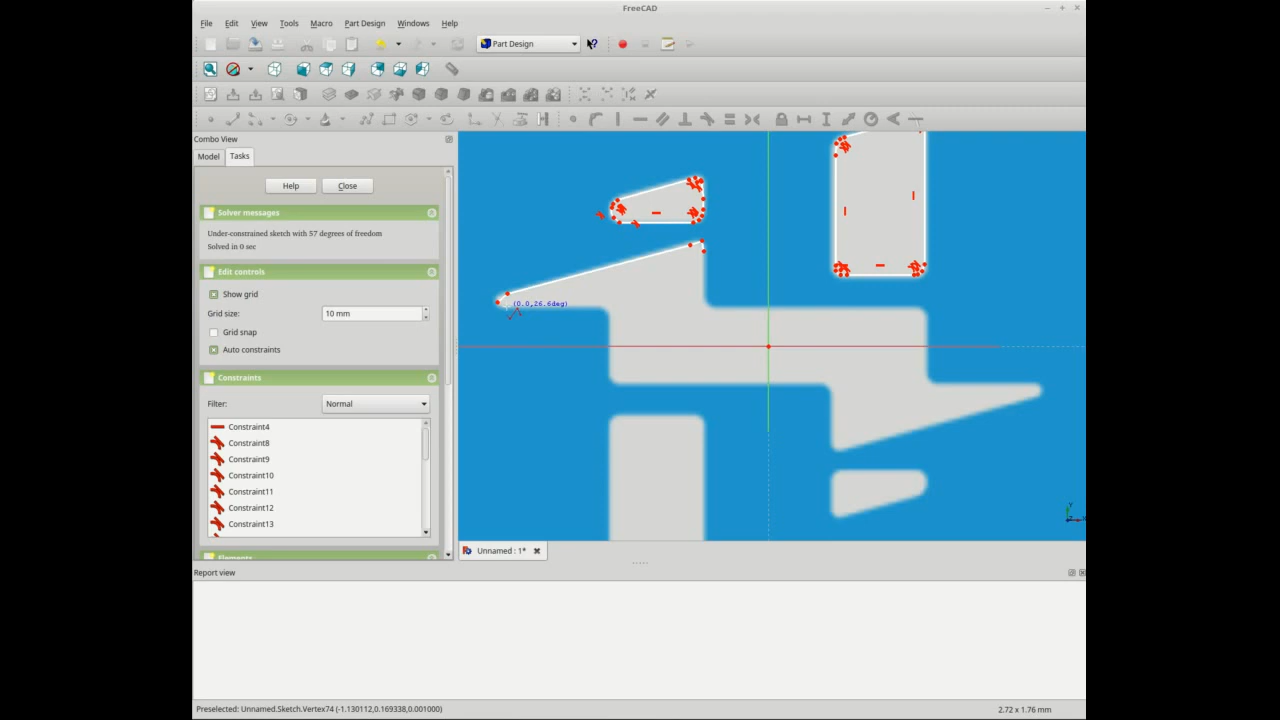 FreeCAD
File Edit View Tools Macro Part Design Windows Help
Part Design
Combo View
Model Tasks
Help Close
Solver messages
Under-constrained sketch with 57 degrees of freedom
Solved in 0 sec
Edit controls
Show grid
Grid size: 10 mm
Grid snap
Auto constraints
Constraints
Filter: Normal
Constraint4
Constraint8
Constraint9
Constraint10
Constraint11
Constraint12
Constraint13
Elements
(0.0,26.6deg)
Y
Z
X
Unnamed : 1*
Report view
Preselected: Unnamed.Sketch.Vertex74 (-1.130112,0.169338,0.001000)
2.72 x 1.76 mm